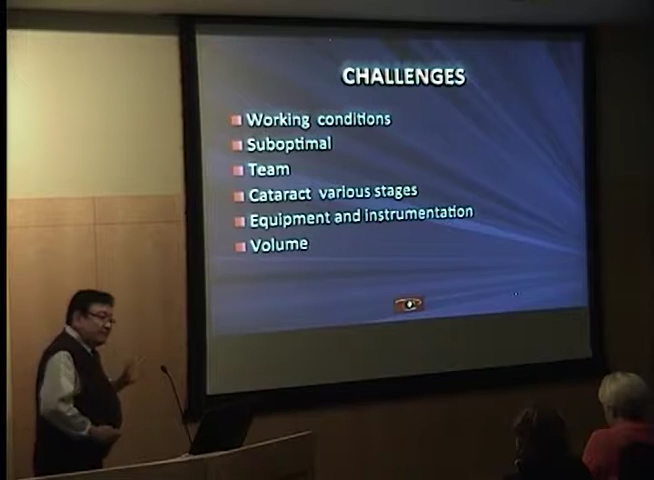 CHALLENGES
Working conditions
Suboptimal
Team
Cataract various stages
Equipment and instrumentation
Volume